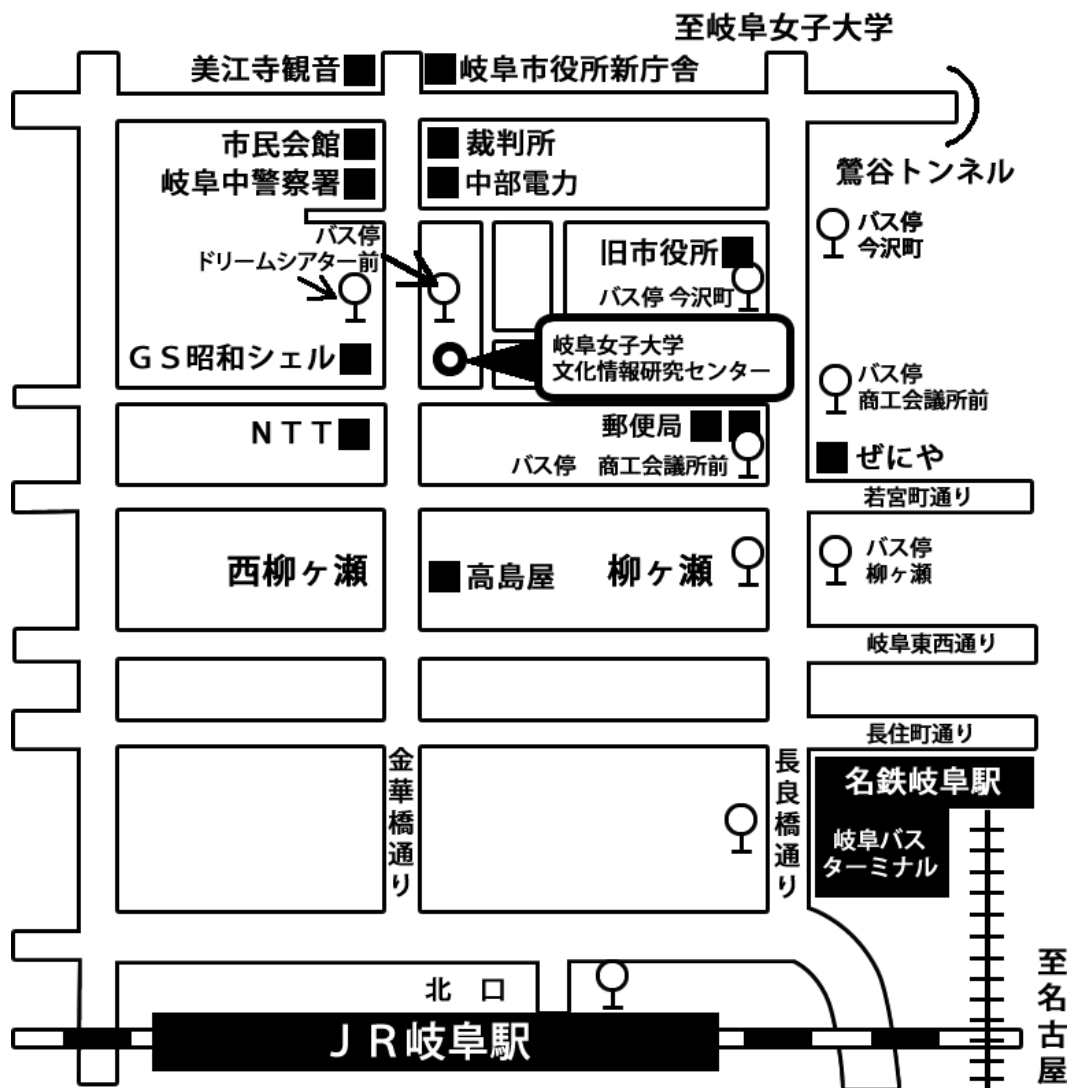 至岐阜女子大学
美江寺観音
岐阜市役所新庁舎
市民会館
裁判所
岐阜中警察署
中部電力
鶯谷トンネル
バス停
ドリームシアター前
バス停
今沢町
旧市役所
バス停 今沢町
GS昭和シェル
岐阜女子大学
文化情報研究センター
バス停
商工会議所前
NTT
郵便局
バス停 商工会議所前
ぜにや
若宮町通り
西柳ヶ瀬
高島屋
柳ヶ瀬
バス停
柳ヶ瀬
岐阜東西通り
長住町通り
金華橋通り
長良橋通り
名鉄岐阜駅
岐阜バス
ターミナル
北 口
JR岐阜駅
至名古屋